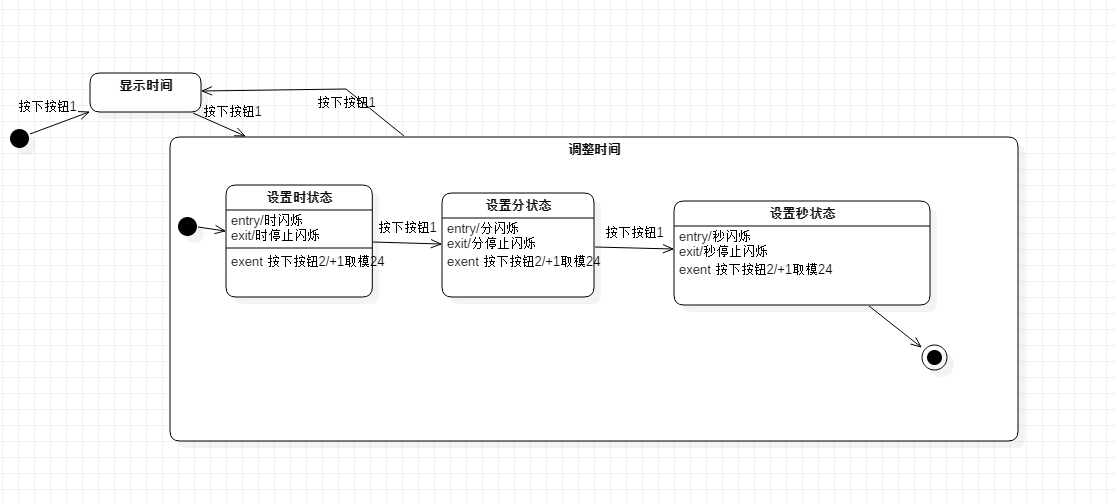 显示时间
按下按钮1
按下按钮1
按下按钮1
调整时间
设置时状态
entry/时闪烁
exit/时停止闪烁
exent 按下按钮2/+1取模24
按下按钮1
设置分状态
entry/分闪烁
exit/分停止闪烁
exent 按下按钮2/+1取模24
按下按钮1
设置秒状态
entry/秒闪烁
exit/秒停止闪烁
exent 按下按钮2/+1取模24